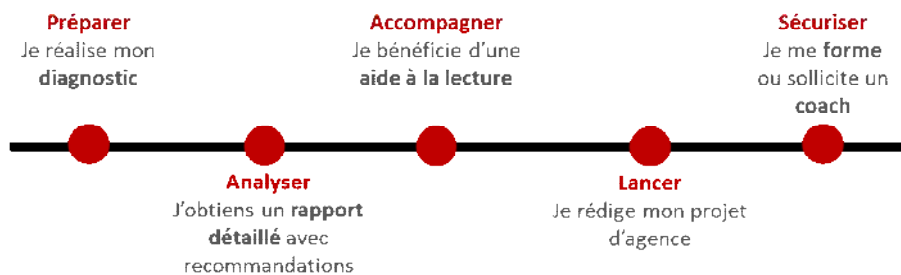 Préparer
Je réalise mon
diagnostic
Analyser
J'obtiens un rapport
détaillé avec
recommandations
Accompagner
Je bénéficie d'une
aide à la lecture
Lancer
Je rédige mon projet
d'agence
Sécuriser
Je me forme
ou sollicite un
coach